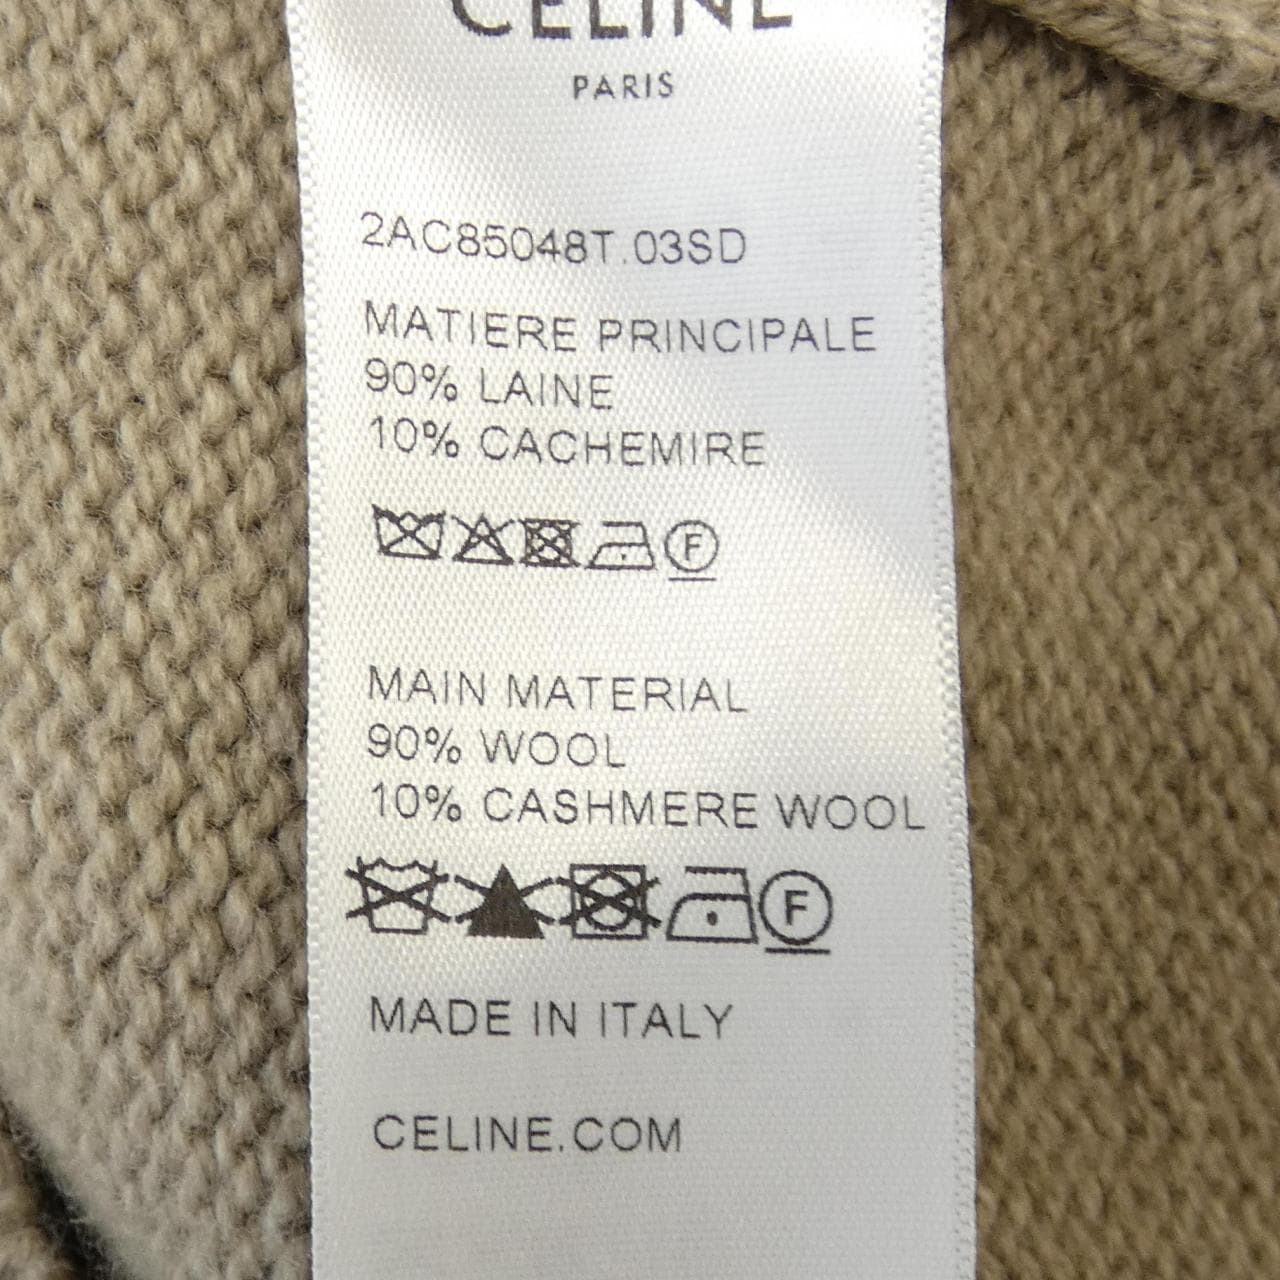 CELINE
PARIS
2AC85048T.03SD
MATIERE PRINCIPALE
90% LAINE
10% CACHEMIRE
F
MAIN MATERIAL
90% WOOL
10% CASHMERE WOOL
F
MADE IN ITALY
CELINE.COM